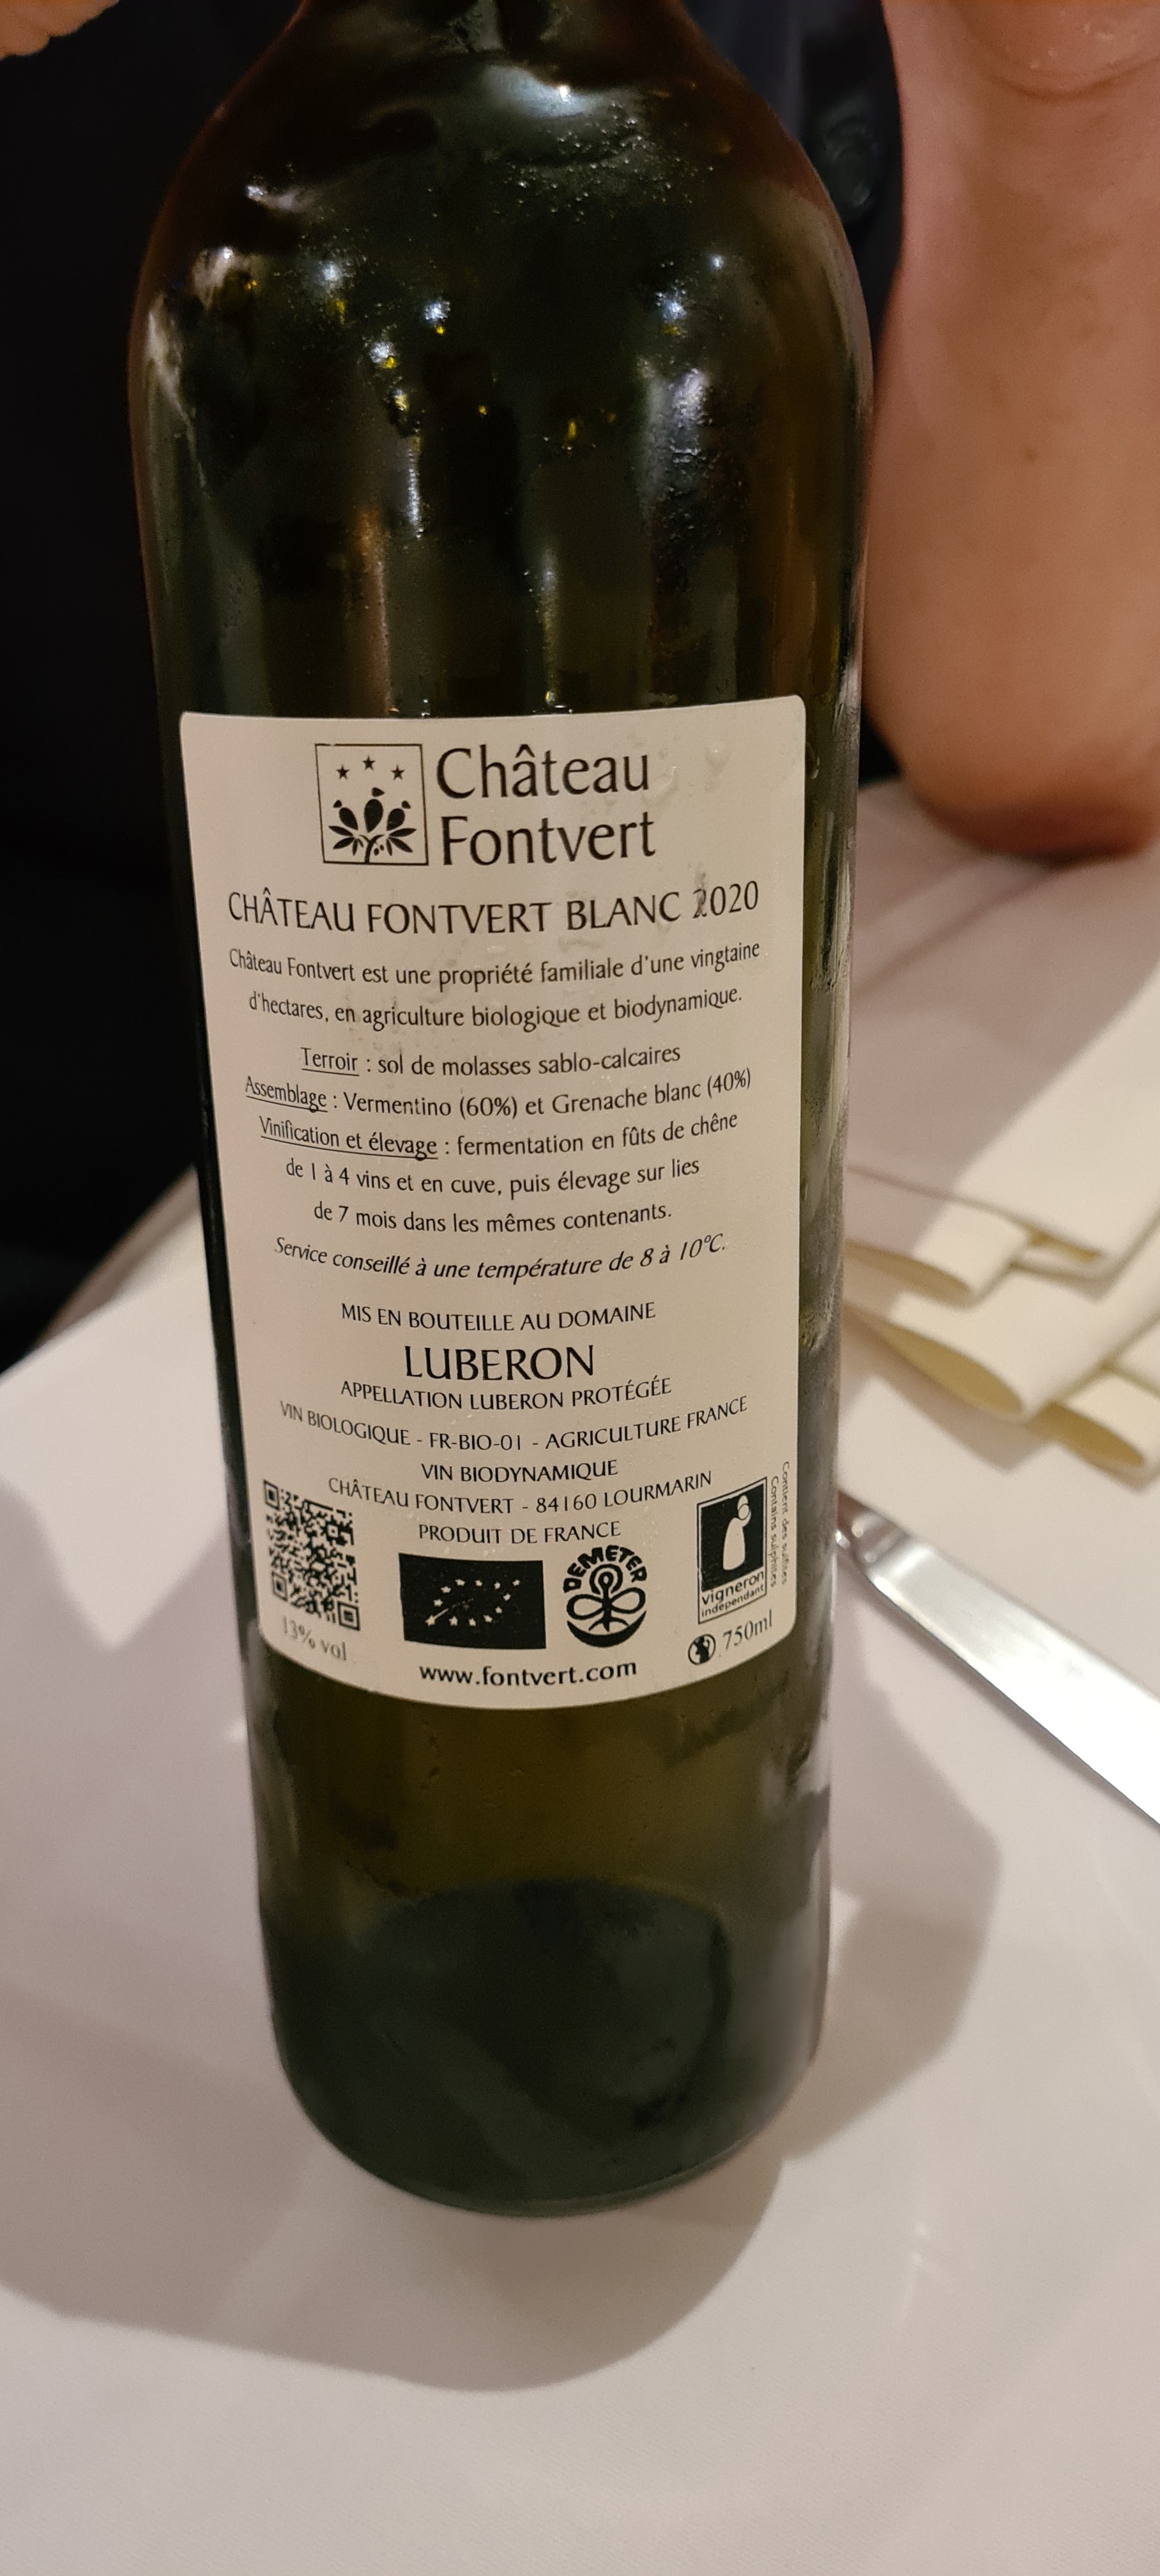 Château
Fontvert
CHÂTEAU FONTVERT BLANC 2020
Château Fontvert est une propriété familiale d'une vingtaine
d'hectares, en agriculture biologique et biodynamique.
Terroir : sol de molasses sablo-calcaires
Assemblage : Vermentino (60%) et Grenache blanc (40%)
Vinification et élevage : fermentation en fûts de chêne
de 1 à 4 vins et en cuve, puis élevage sur lies
de 7 mois dans les mêmes contenants.
Service conseillé à une température de 8 à 10°C.
MIS EN BOUTEILLE AU DOMAINE
LUBERON
APPELLATION LUBERON PROTÉGÉE
VIN BIOLOGIQUE - FR-BIO-01 - AGRICULTURE FRANCE
VIN BIODYNAMIQUE
CHÂTEAU FONTVERT - 84160 LOURMARIN
PRODUIT DE FRANCE
DEMETER
vigneron
indépendant
Contient des sulfites
Contains sulphites
13% vol
750ml
www.fontvert.com